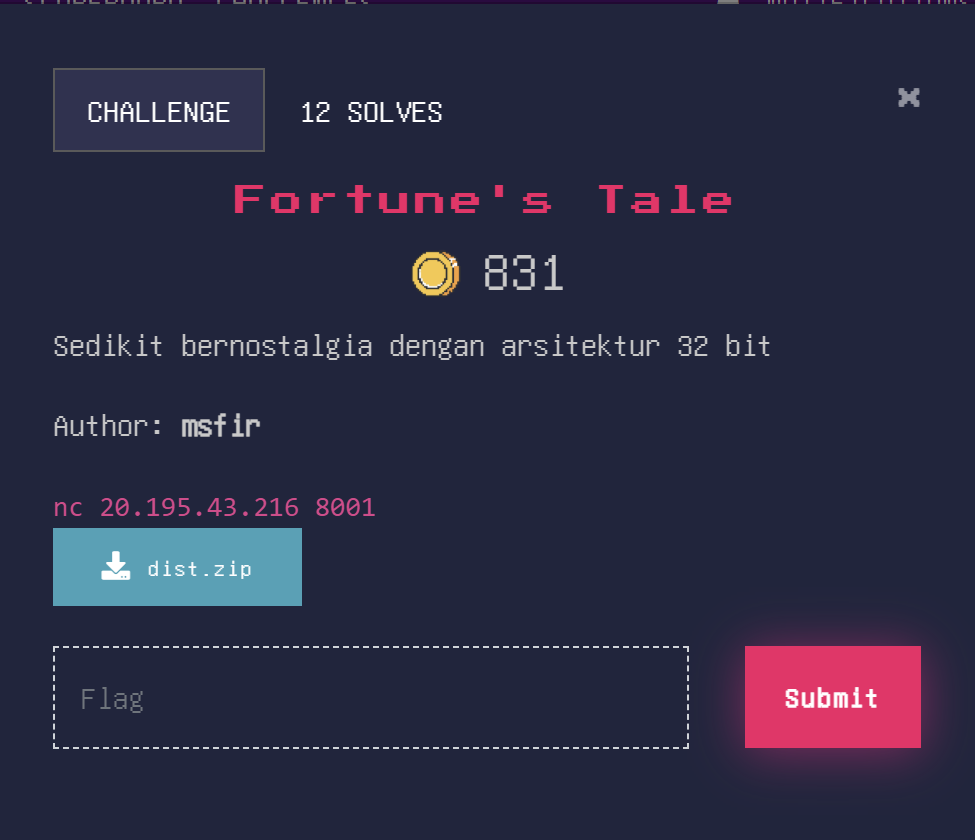 CHALLENGE
12 SOLVES
Fortune's Tale
831
Sedikit bernostalgia dengan arsitektur 32 bit
Author: msfir
nc 20.195.43.216 8001
dist.zip
Flag
Submit